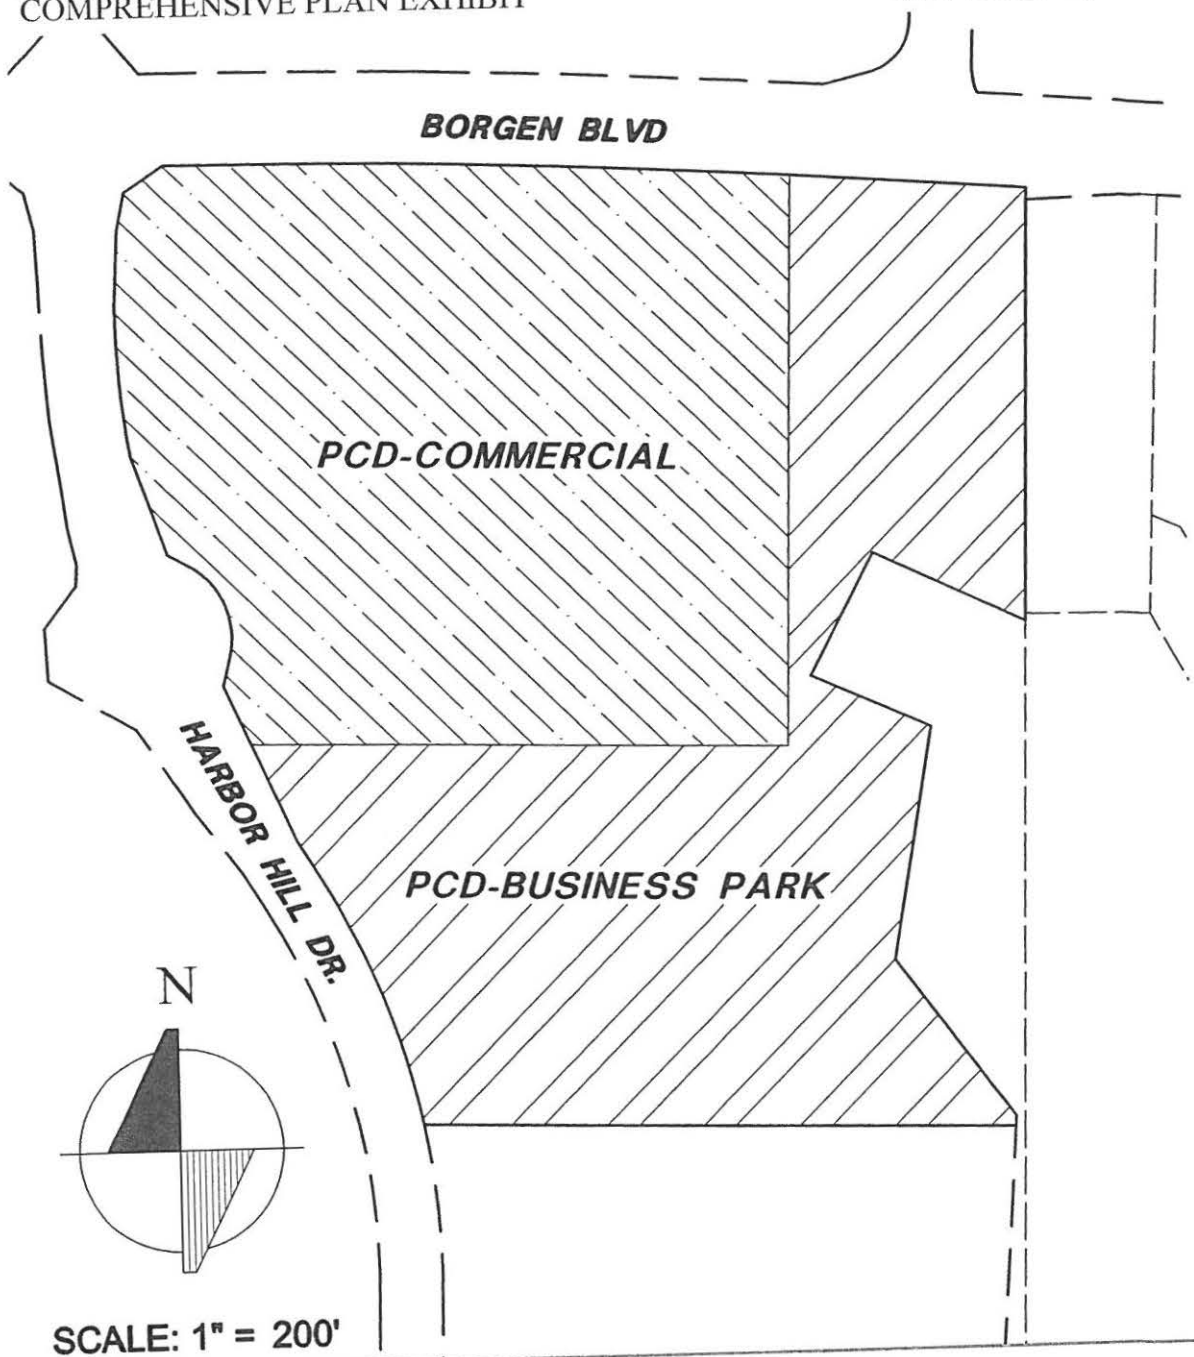 COMPREHENSIVE PLAN EXHIBIT
BORGEN BLVD
PCD-COMMERCIAL
HARBOR HILL DR.
PCD-BUSINESS PARK
N
SCALE: 1" = 200'